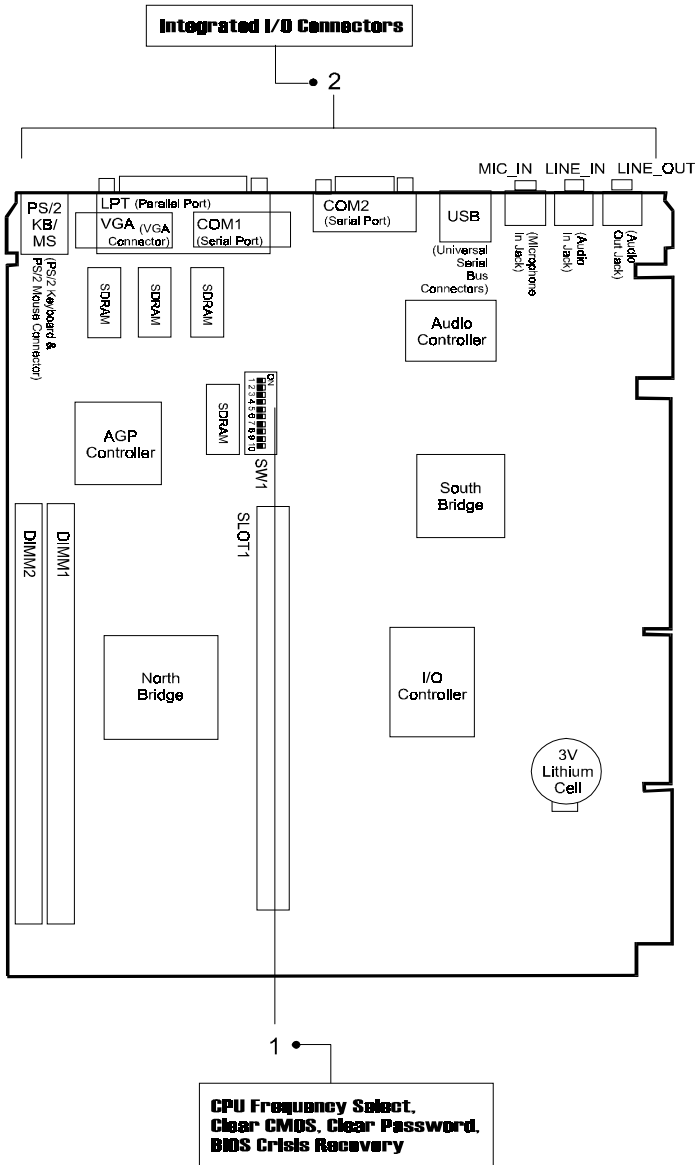 Integrated I/O Connectors
2
MIC_IN LINE_IN LINE_OUT
PS/2
KB/
MS
(PS/2 Keyboard &
PS/2 Mouse Connector)
LPT (Parallel Port)
VGA (VGA
Connector)
COM1
(Serial Port)
COM2
(Serial Port)
USB
(Universal
Serial
Bus
Connectors)
(Microphone
In Jack)
(Audio
In Jack)
(Audio
Out Jack)
SDRAM
SDRAM
SDRAM
Audio
Controller
SDRAM
ON
1 2 3 4 5 6 7 8 9 10
SW1
AGP
Controller
South
Bridge
DIMM2
DIMM1
SLOT1
North
Bridge
I/O
Controller
3V
Lithium
Cell
1
CPU Frequency Select,
Clear CMOS, Clear Password,
BIOS Crisis Recovery